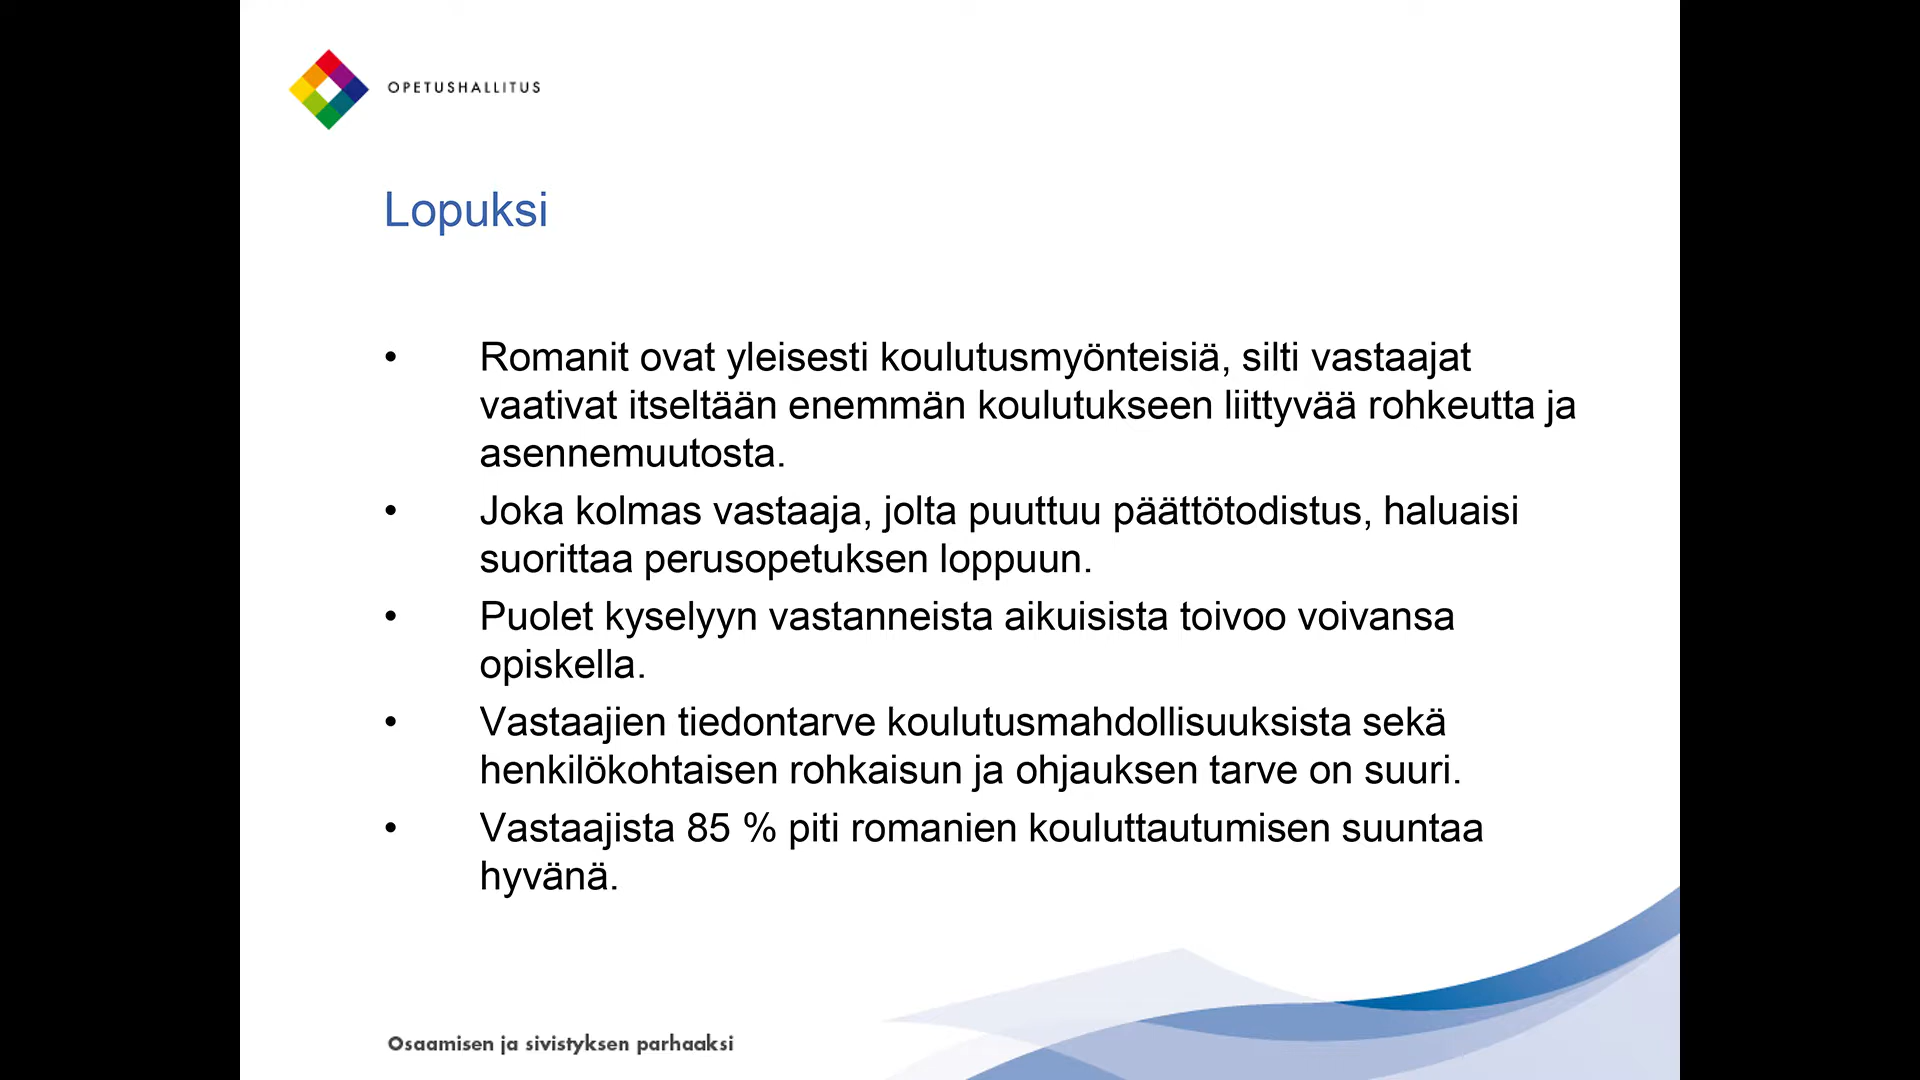 OPETUSHALLITUS
Lopuksi
• Romanit ovat yleisesti koulutusmyönteisiä, silti vastaajat
vaativat itseltään enemmän koulutukseen liittyvää rohkeutta ja
asennemuutosta.
• Joka kolmas vastaaja, jolta puuttuu päättötodistus, haluaisi
suorittaa perusopetuksen loppuun.
• Puolet kyselyyn vastanneista aikuisista toivoo voivansa
opiskella.
• Vastaajien tiedontarve koulutusmahdollisuuksista sekä
henkilökohtaisen rohkaisun ja ohjauksen tarve on suuri.
• Vastaajista 85 % piti romanien kouluttautumisen suuntaa
hyvänä.
Osaamisen ja sivistyksen parhaaksi